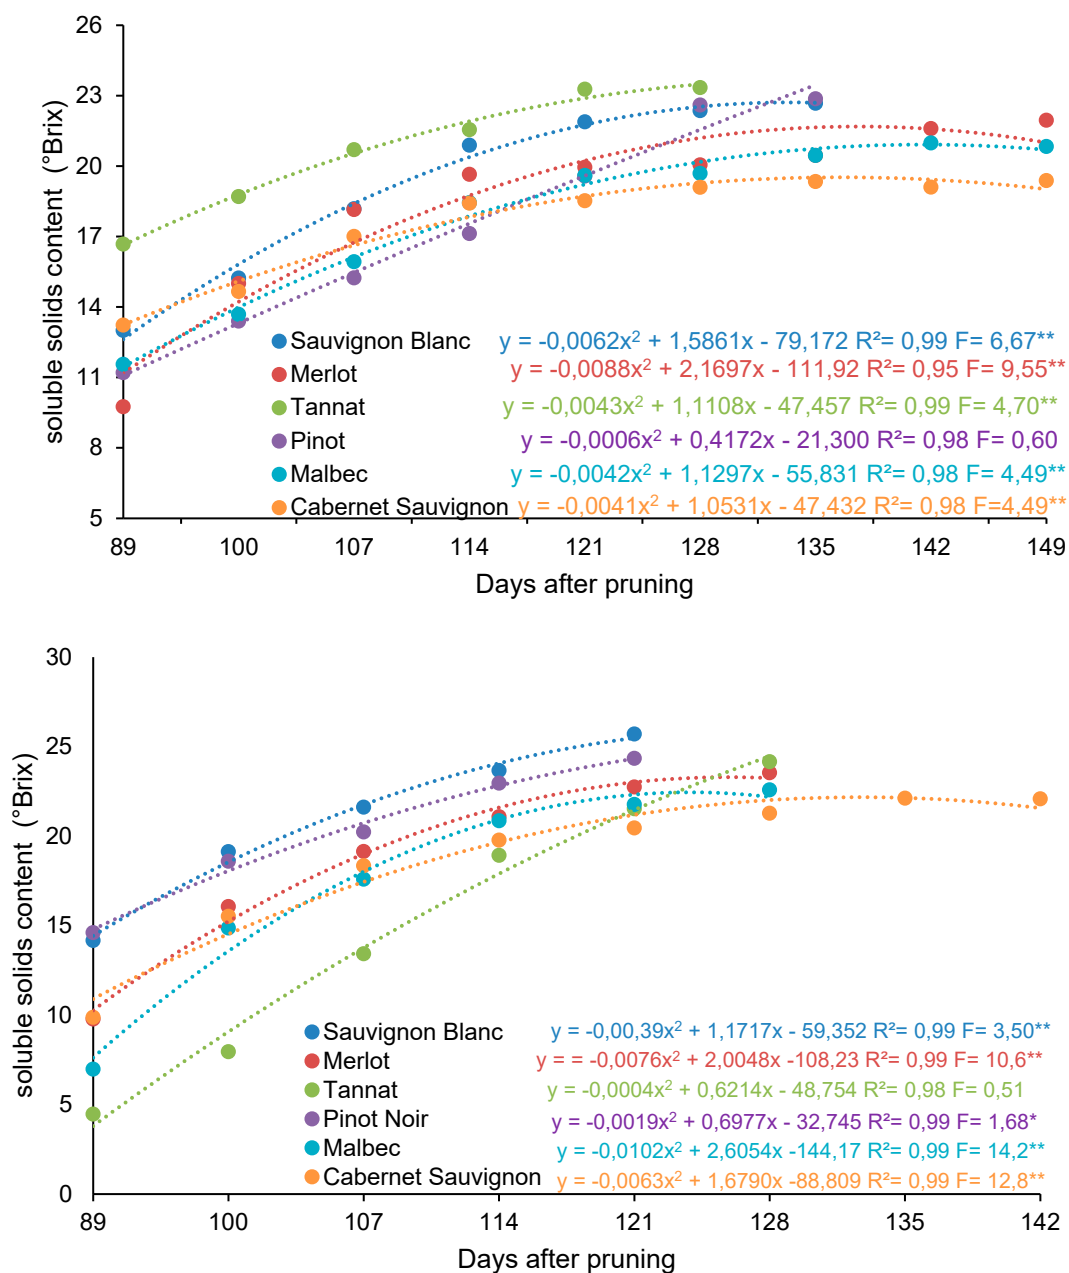 26
23
20
17
14
11
8
5
soluble solids content (°Brix)
Sauvignon Blanc y = -0,0062x² + 1,5861x - 79,172 R²= 0,99 F= 6,67**
Merlot y = -0,0088x² + 2,1697x - 111,92 R²= 0,95 F= 9,55**
Tannat y = -0,0043x² + 1,1108x - 47,457 R²= 0,99 F= 4,70**
Pinot y = -0,0006x² + 0,4172x - 21,300 R²= 0,98 F= 0,60
Malbec y = -0,0042x² + 1,1297x - 55,831 R²= 0,98 F= 4,49**
Cabernet Sauvignon y = -0,0041x² + 1,0531x - 47,432 R²= 0,98 F=4,49**
89 100 107 114 121 128 135 142 149
Days after pruning
30
25
20
15
10
5
0
soluble solids content (°Brix)
Sauvignon Blanc y = -0,00,39x² + 1,1717x - 59,352 R²= 0,99 F= 3,50**
Merlot y = = -0,0076x² + 2,0048x -108,23 R²= 0,99 F= 10,6**
Tannat y = -0,0004x² + 0,6214x - 48,754 R²= 0,98 F= 0,51
Pinot Noir y = -0,0019x² + 0,6977x - 32,745 R²= 0,99 F= 1,68*
Malbec y = -0,0102x² + 2,6054x -144,17 R²= 0,99 F= 14,2**
Cabernet Sauvignon y = -0,0063x² + 1,6790x -88,809 R²= 0,99 F= 12,8**
89 100 107 114 121 128 135 142
Days after pruning